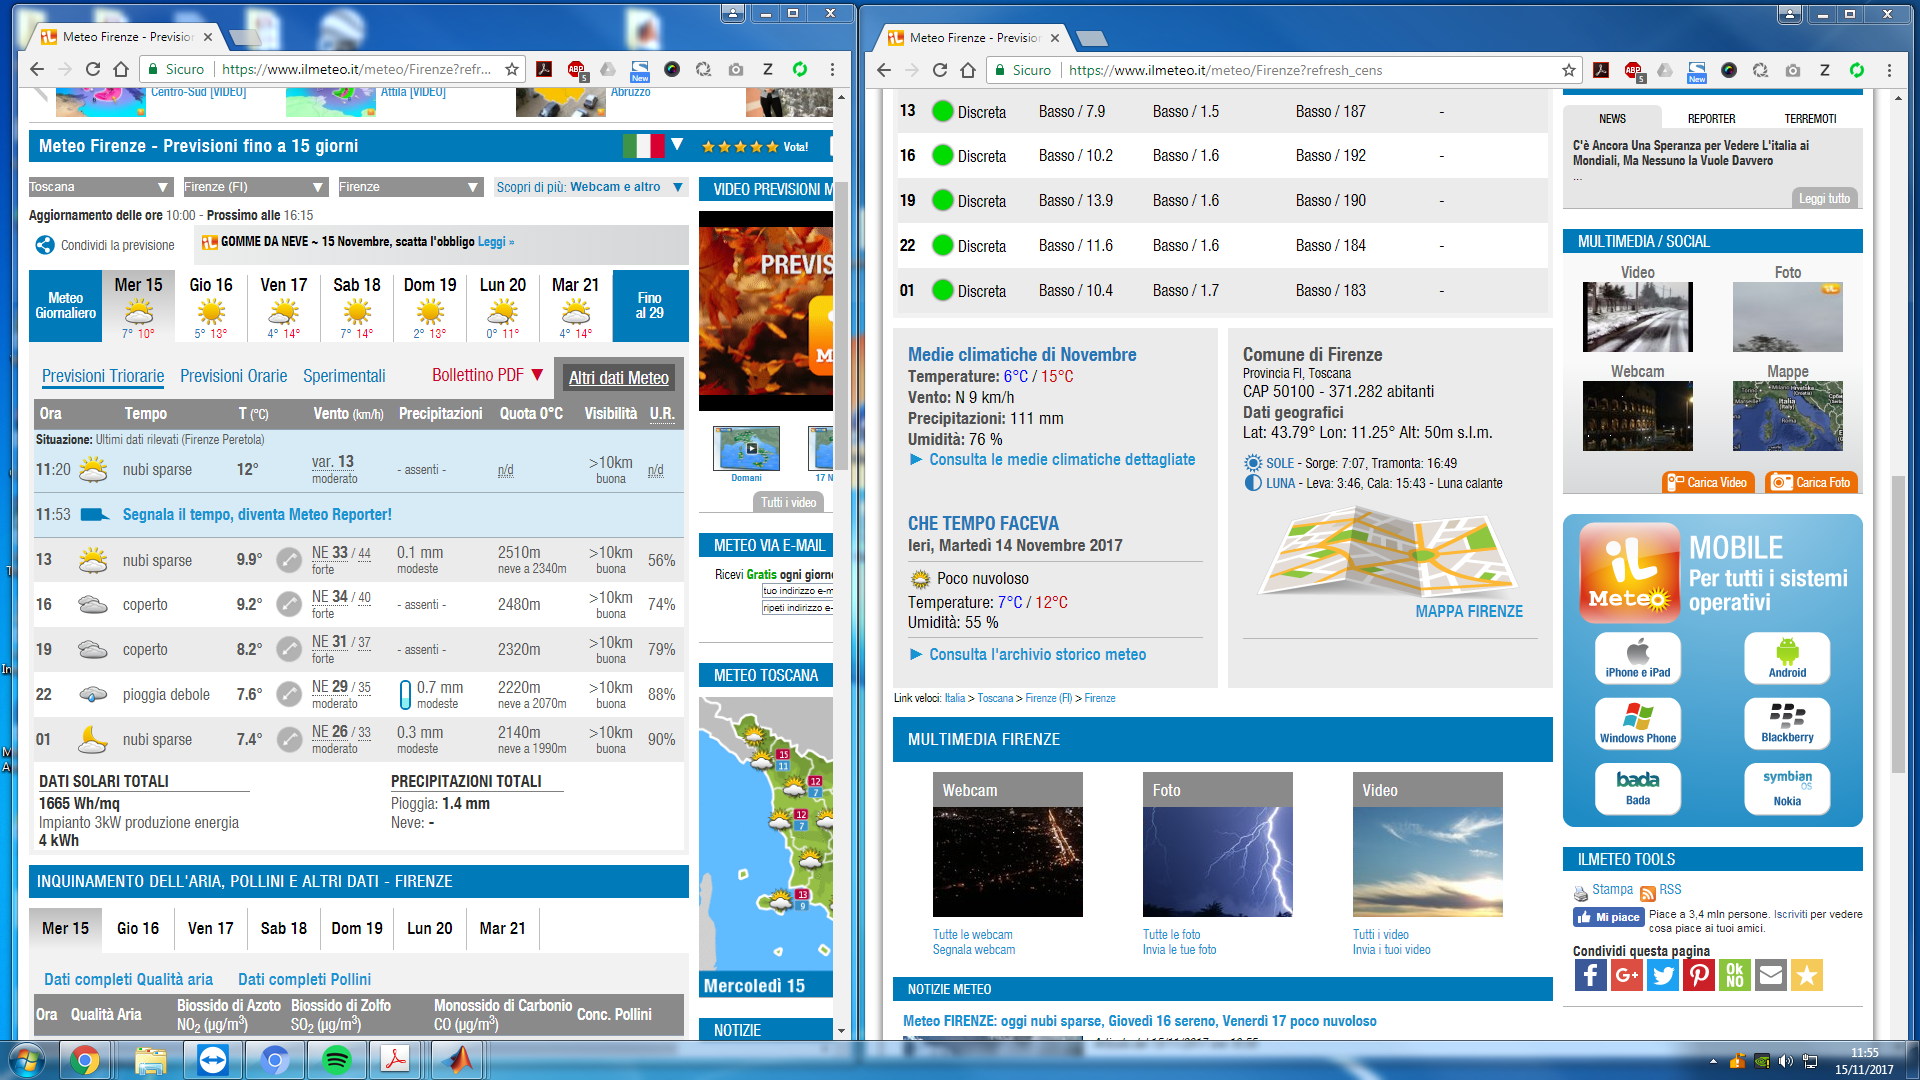 Meteo Firenze - Prevision
Sicuro https://www.ilmeteo.it/meteo/Firenze?refr...
Centro-Sud [VIDEO]
Attila [VIDEO]
Abruzzo
Meteo Firenze - Previsioni fino a 15 giorni
Vota!
Toscana Firenze (FI) Firenze Scopri di più: Webcam e altro
Aggiornamento delle ore 10:00 - Prossimo alle 16:15
Condividi la previsione
GOMME DA NEVE ~ 15 Novembre, scatta l'obbligo Leggi »
Meteo Giornaliero
Mer 15 Gio 16 Ven 17 Sab 18 Dom 19 Lun 20 Mar 21
Fino al 29
7° 10° 5° 13° 4° 14° 7° 14° 2° 13° 0° 11° 4° 14°
Previsioni Triorarie Previsioni Orarie Sperimentali Bollettino PDF Altri dati Meteo
Ora Tempo T (°C) Vento (km/h) Precipitazioni Quota 0°C Visibilità U.R.
Situazione: Ultimi dati rilevati (Firenze Peretola)
11:20 nubi sparse 12° var. 13 moderato - assenti - n/d >10km buona n/d
11:53 Segnala il tempo, diventa Meteo Reporter!
13 nubi sparse 9.9° NE 33 / 44 forte 0.1 mm modeste 2510m neve a 2340m >10km buona 56%
16 coperto 9.2° NE 34 / 40 forte - assenti - 2480m >10km buona 74%
19 coperto 8.2° NE 31 / 37 forte - assenti - 2320m >10km buona 79%
22 pioggia debole 7.6° NE 29 / 35 moderato 0.7 mm modeste 2220m neve a 2070m >10km buona 88%
01 nubi sparse 7.4° NE 26 / 33 moderato 0.3 mm modeste 2140m neve a 1990m >10km buona 90%
DATI SOLARI TOTALI
1665 Wh/mq
Impianto 3kW produzione energia
4 kWh
PRECIPITAZIONI TOTALI
Pioggia: 1.4 mm
Neve: -
INQUINAMENTO DELL'ARIA, POLLINI E ALTRI DATI - FIRENZE
Mer 15 Gio 16 Ven 17 Sab 18 Dom 19 Lun 20 Mar 21
Dati completi Qualità aria Dati completi Pollini
Ora Qualità Aria Biossido di Azoto NO2 (µg/m3) Biossido di Zolfo SO2 (µg/m3) Monossido di Carbonio CO (µg/m3) Conc. Pollini
VIDEO PREVISIONI M
PREVIS
Domani
17 N
Tutti i video
METEO VIA E-MAIL
Ricevi Gratis ogni giorno
tuo indirizzo e-m
ripeti indirizzo e-
METEO TOSCANA
15
11
12
7
12
7
13
9
Mercoledì 15
NOTIZIE
Meteo Firenze - Prevision
Sicuro https://www.ilmeteo.it/meteo/Firenze?refresh_cens
13 Discreta Basso / 7.9 Basso / 1.5 Basso / 187 -
16 Discreta Basso / 10.2 Basso / 1.6 Basso / 192 -
19 Discreta Basso / 13.9 Basso / 1.6 Basso / 190 -
22 Discreta Basso / 11.6 Basso / 1.6 Basso / 184 -
01 Discreta Basso / 10.4 Basso / 1.7 Basso / 183 -
Medie climatiche di Novembre
Temperature: 6°C / 15°C
Vento: N 9 km/h
Precipitazioni: 111 mm
Umidità: 76 %
► Consulta le medie climatiche dettagliate
CHE TEMPO FACEVA
Ieri, Martedì 14 Novembre 2017
Poco nuvoloso
Temperature: 7°C / 12°C
Umidità: 55 %
► Consulta l'archivio storico meteo
Comune di Firenze
Provincia FI, Toscana
CAP 50100 - 371.282 abitanti
Dati geografici
Lat: 43.79° Lon: 11.25° Alt: 50m s.l.m.
SOLE - Sorge: 7:07, Tramonta: 16:49
LUNA - Leva: 3:46, Cala: 15:43 - Luna calante
MAPPA FIRENZE
Link veloci: Italia > Toscana > Firenze (FI) > Firenze
MULTIMEDIA FIRENZE
Webcam Foto Video
Tutte le webcam Tutte le foto Tutti i video
Segnala webcam Invia le tue foto Invia i tuoi video
NOTIZIE METEO
Meteo FIRENZE: oggi nubi sparse, Giovedì 16 sereno, Venerdì 17 poco nuvoloso
NEWS REPORTER TERREMOTI
C'è Ancora Una Speranza per Vedere L'italia ai
Mondiali, Ma Nessuno la Vuole Davvero
...
Leggi tutto
MULTIMEDIA / SOCIAL
Video Foto
Webcam Mappe
Italia
Carica Video Carica Foto
iL Meteo
MOBILE
Per tutti i sistemi
operativi
iPhone e iPad Android
Windows Phone Blackberry
bada Bada symbian OS Nokia
ILMETEO TOOLS
Stampa RSS
Mi piace Piace a 3,4 mln persone. Iscriviti per vedere
cosa piace ai tuoi amici.
Condividi questa pagina
OK NO
11:55
15/11/2017